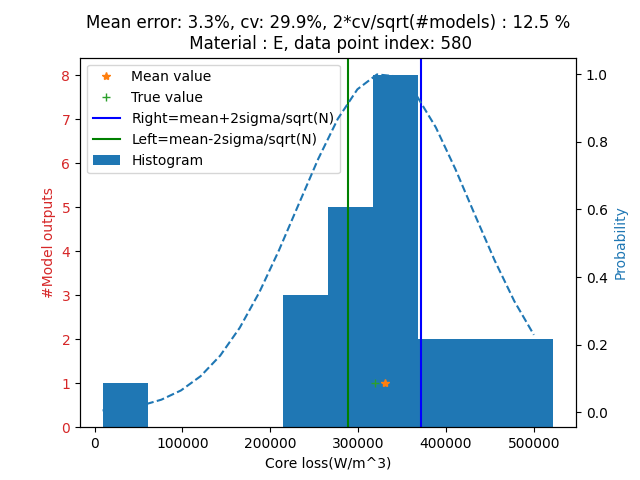 Mean error: 3.3%, cv: 29.9%, 2*cv/sqrt(#models) : 12.5 %
Material : E, data point index: 580
Mean value
True value
Right=mean+2sigma/sqrt(N)
Left=mean-2sigma/sqrt(N)
Histogram
#Model outputs
8
7
6
5
4
3
2
1
0
1.0
0.8
0.6
0.4
0.2
0.0
Probability
0 100000 200000 300000 400000 500000
Core loss(W/m^3)